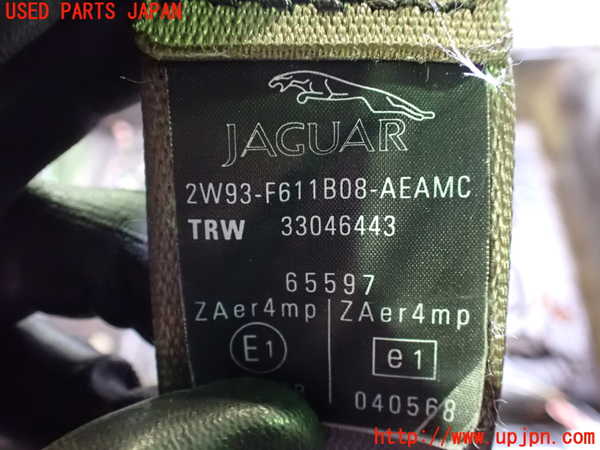 USED PARTS JAPAN
JAGUAR
2W93-F611B08-AEAMC
TRW 33046443
65597
ZAer4mp ZAer4mp
E1 e1
040568
UPJ
http://www.upjpn.com/